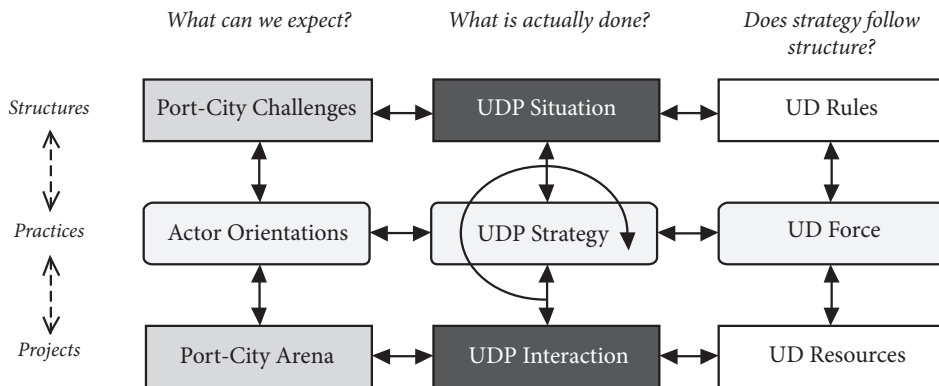 What can we expect?
What is actually done?
Does strategy follow
structure?
Structures
Port-City Challenges
UDP Situation
UD Rules
Practices
Actor Orientations
UDP Strategy
UD Force
Projects
Port-City Arena
UDP Interaction
UD Resources